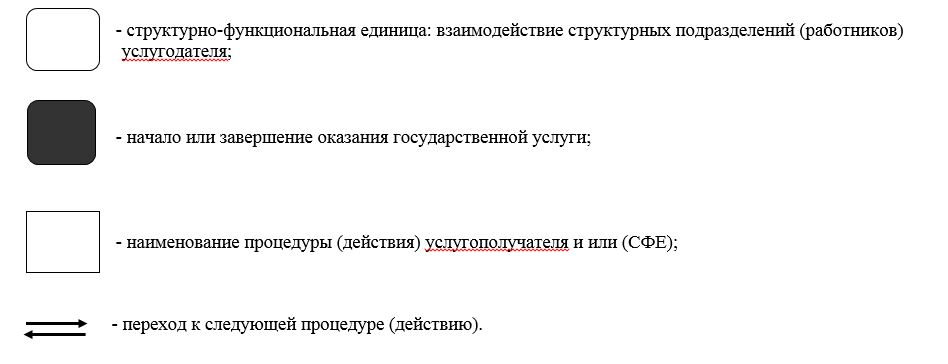 - структурно-функциональная единица: взаимодействие структурных подразделений (работников)
услугодателя;
- начало или завершение оказания государственной услуги;
- наименование процедуры (действия) услугополучателя и или (СФЕ);
- переход к следующей процедуре (действию).